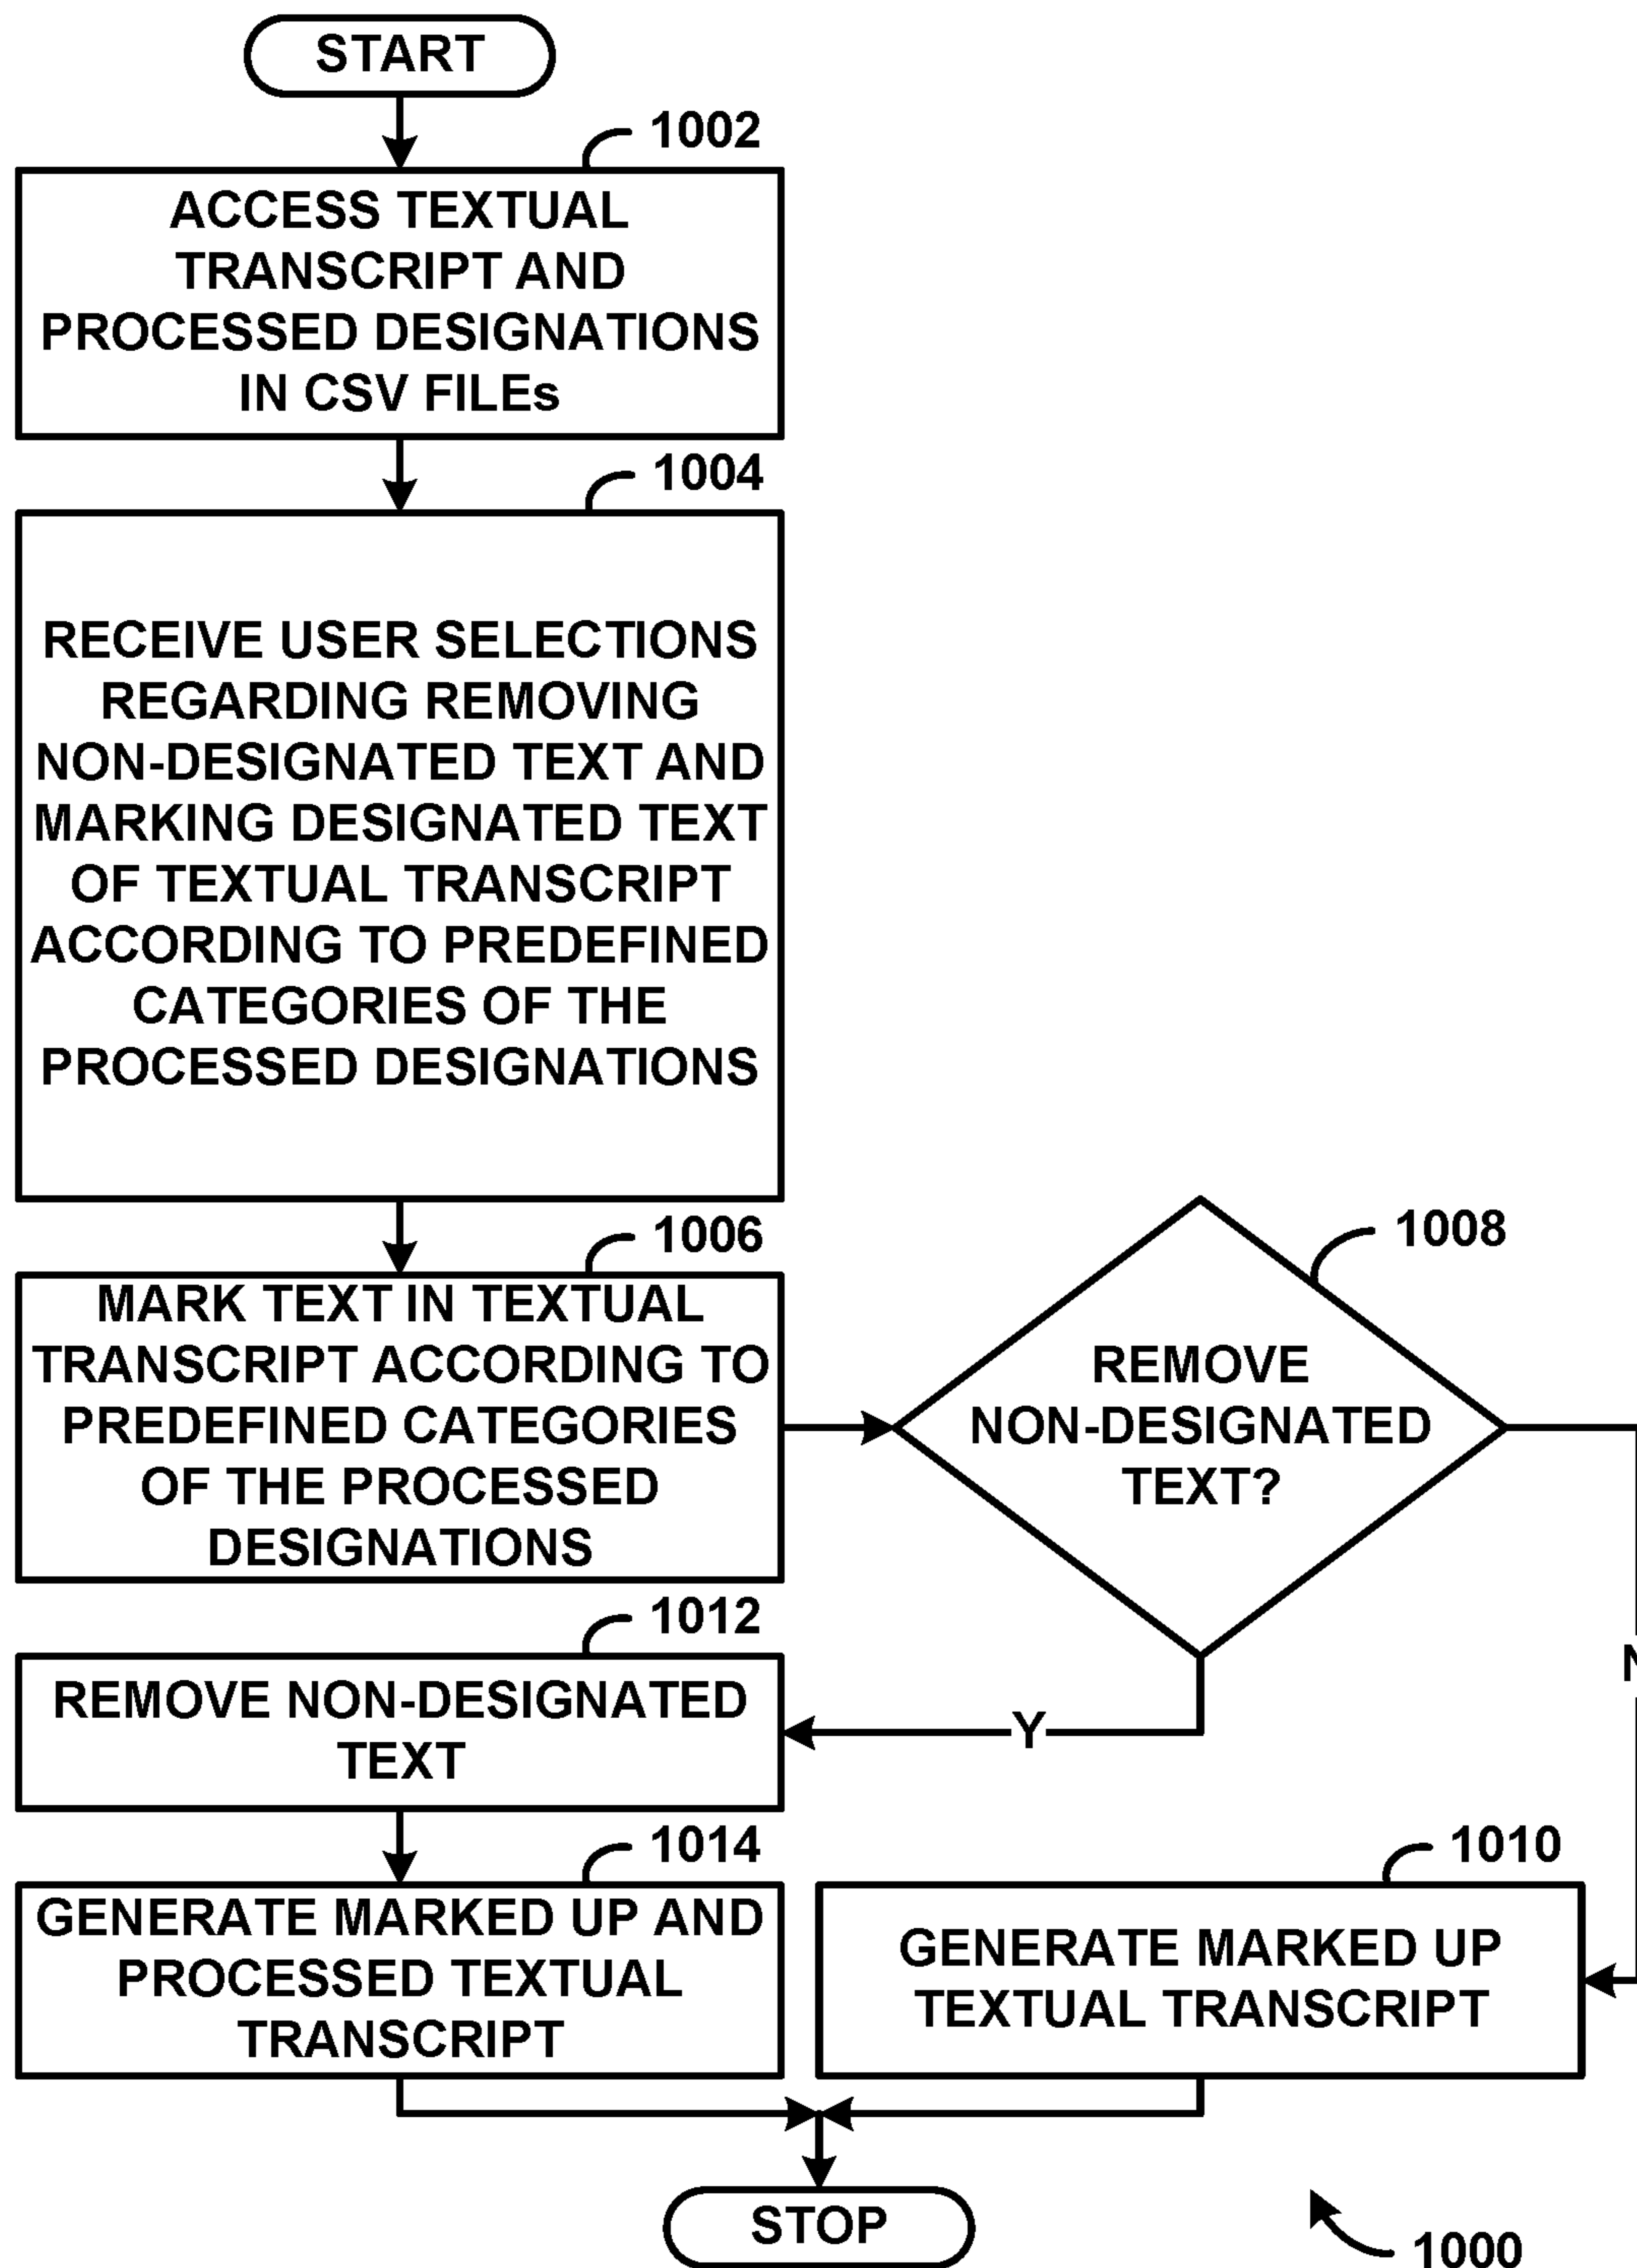 START
1002
ACCESS TEXTUAL
TRANSCRIPT AND
PROCESSED DESIGNATIONS
IN CSV FILEs
1004
RECEIVE USER SELECTIONS
REGARDING REMOVING
NON-DESIGNATED TEXT AND
MARKING DESIGNATED TEXT
OF TEXTUAL TRANSCRIPT
ACCORDING TO PREDEFINED
CATEGORIES OF THE
PROCESSED DESIGNATIONS
1006
MARK TEXT IN TEXTUAL
TRANSCRIPT ACCORDING TO
PREDEFINED CATEGORIES
OF THE PROCESSED
DESIGNATIONS
1008
REMOVE
NON-DESIGNATED
TEXT?
N
Y
1012
REMOVE NON-DESIGNATED
TEXT
1014
GENERATE MARKED UP AND
PROCESSED TEXTUAL
TRANSCRIPT
1010
GENERATE MARKED UP
TEXTUAL TRANSCRIPT
STOP
1000